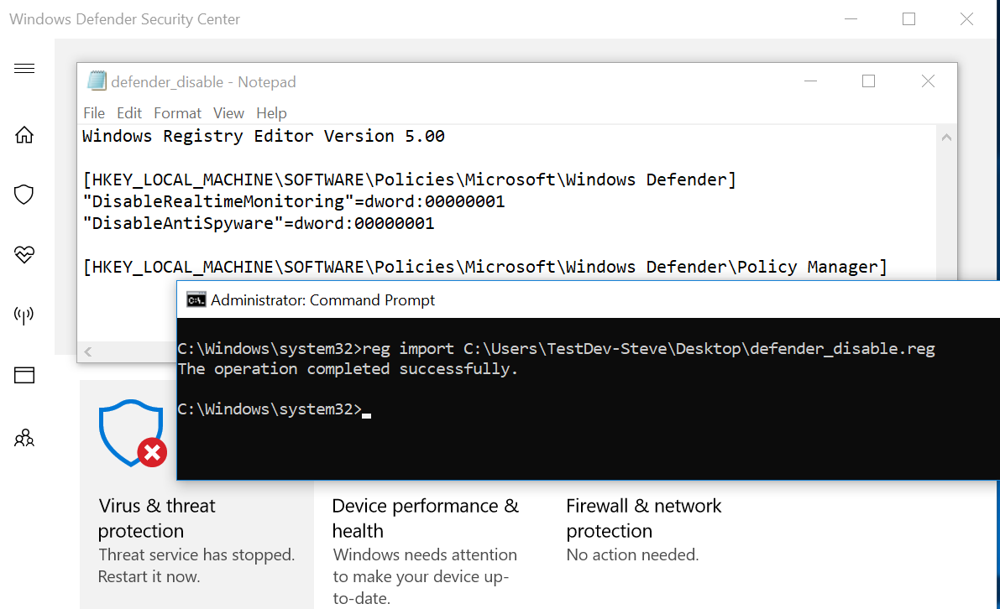 Windows Defender Security Center
defender_disable - Notepad
File Edit Format View Help
Windows Registry Editor Version 5.00
[HKEY_LOCAL_MACHINE\SOFTWARE\Policies\Microsoft\Windows Defender]
"DisableRealtimeMonitoring"=dword:00000001
"DisableAntiSpyware"=dword:00000001
[HKEY_LOCAL_MACHINE\SOFTWARE\Policies\Microsoft\Windows Defender\Policy Manager]
Administrator: Command Prompt
C:\Windows\system32>reg import C:\Users\TestDev-Steve\Desktop\defender_disable.reg
The operation completed successfully.
C:\Windows\system32>
Virus & threat
protection
Threat service has stopped.
Restart it now.
Device performance &
health
Windows needs attention
to make your device up-
to-date.
Firewall & network
protection
No action needed.